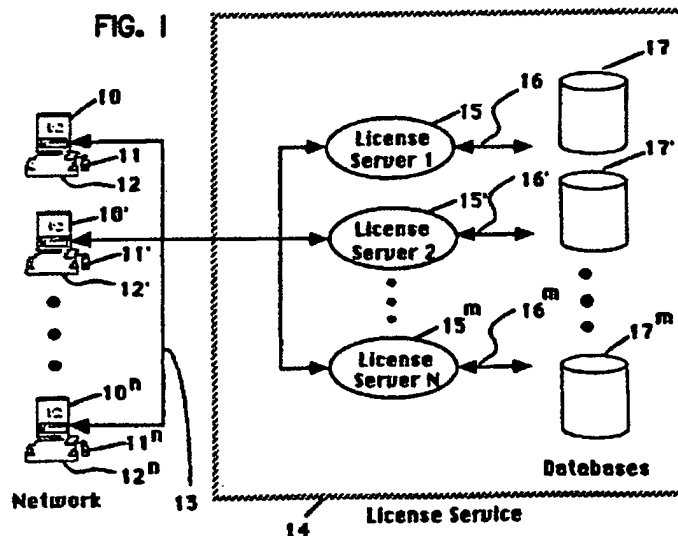 FIG. 1
10
11
12
10'
11'
12'
10ⁿ
11ⁿ
12ⁿ
Network
13
14
License Service
15
License
Server 1
16
17
15'
License
Server 2
16'
17'
15ᵐ
License
Server N
16ᵐ
17ᵐ
Databases